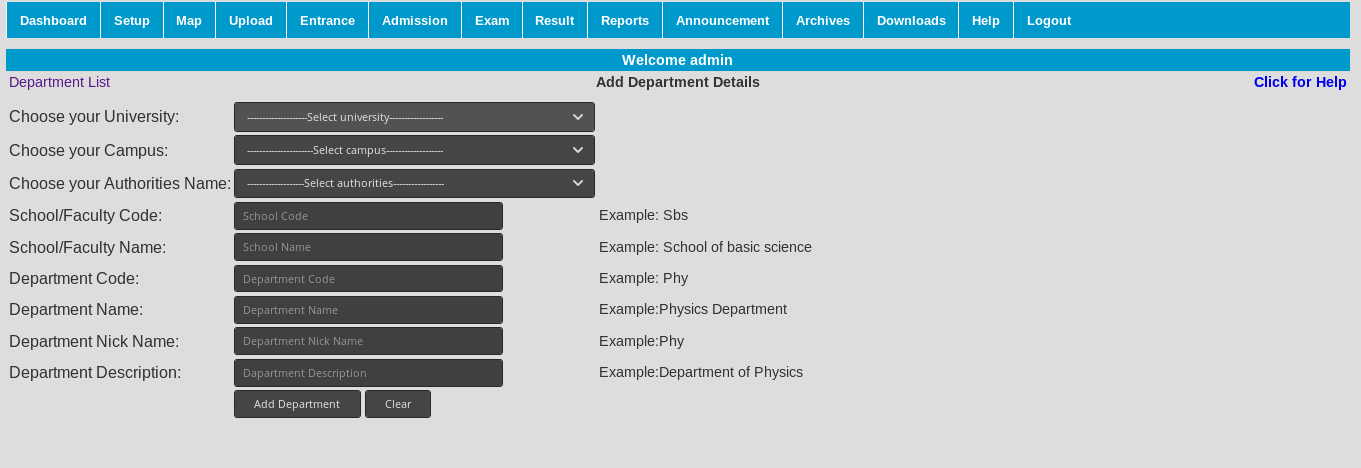 Dashboard Setup Map Upload Entrance Admission Exam Result Reports Announcement Archives Downloads Help Logout
Welcome admin
Department List Add Department Details Click for Help
Choose your University: --------------------Select university------------------
Choose your Campus: ----------------------Select campus-------------------
Choose your Authorities Name: -------------------Select authorities-----------------
School/Faculty Code: School Code Example: Sbs
School/Faculty Name: School Name Example: School of basic science
Department Code: Department Code Example: Phy
Department Name: Department Name Example:Physics Department
Department Nick Name: Department Nick Name Example:Phy
Department Description: Dapartment Description Example:Department of Physics
Add Department Clear